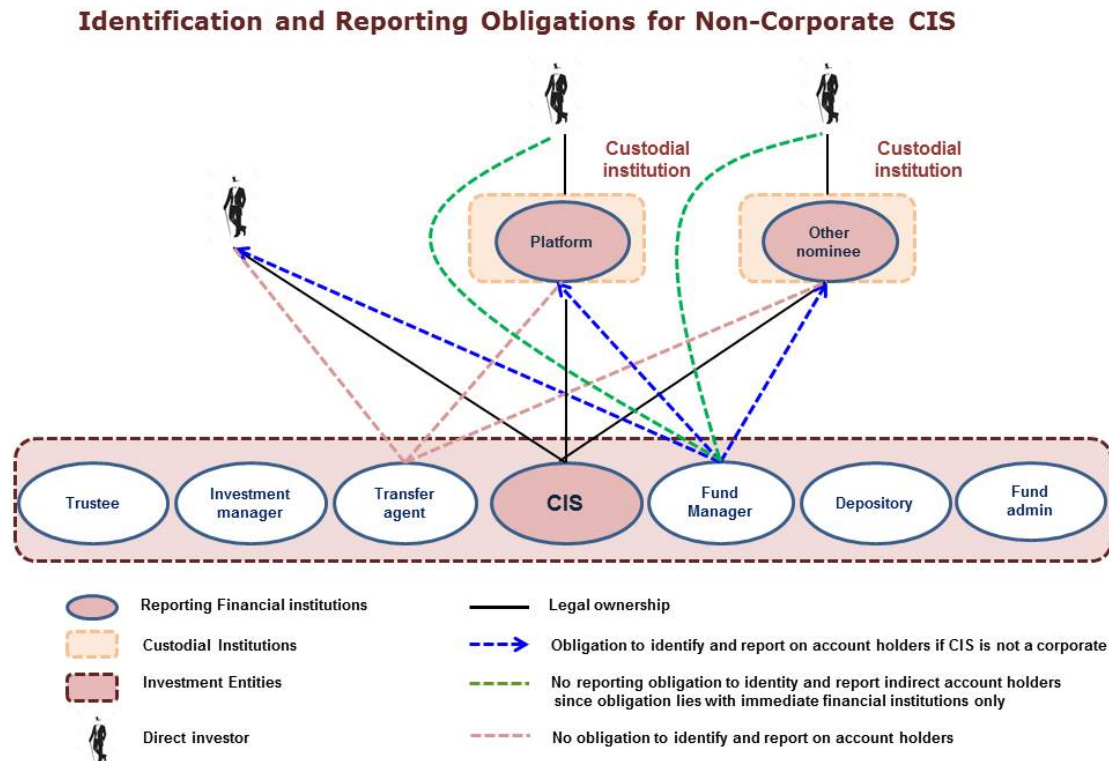 Identification and Reporting Obligations for Non-Corporate CIS
Custodial
institution
Custodial
institution
Platform
Other
nominee
Trustee
Investment
manager
Transfer
agent
CIS
Fund
Manager
Depository
Fund
admin
Reporting Financial institutions
Legal ownership
Custodial Institutions
Obligation to identify and report on account holders if CIS is not a corporate
Investment Entities
No reporting obligation to identity and report indirect account holders
since obligation lies with immediate financial institutions only
Direct investor
No obligation to identify and report on account holders